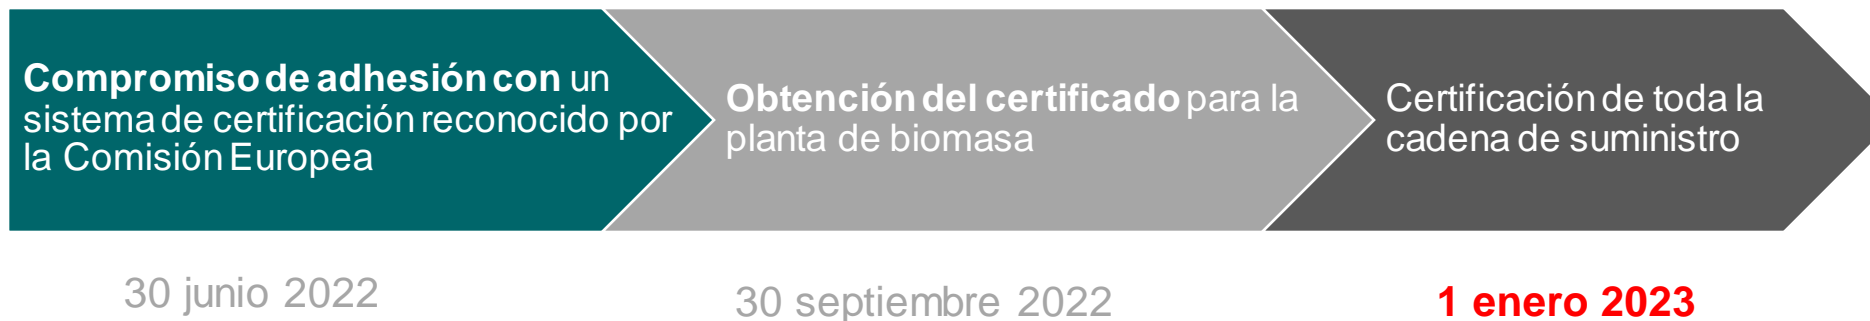 Compromiso de adhesión con un
sistema de certificación reconocido por
la Comisión Europea
Obtención del certificado para la
planta de biomasa
Certificación de toda la
cadena de suministro
30 junio 2022
30 septiembre 2022
1 enero 2023